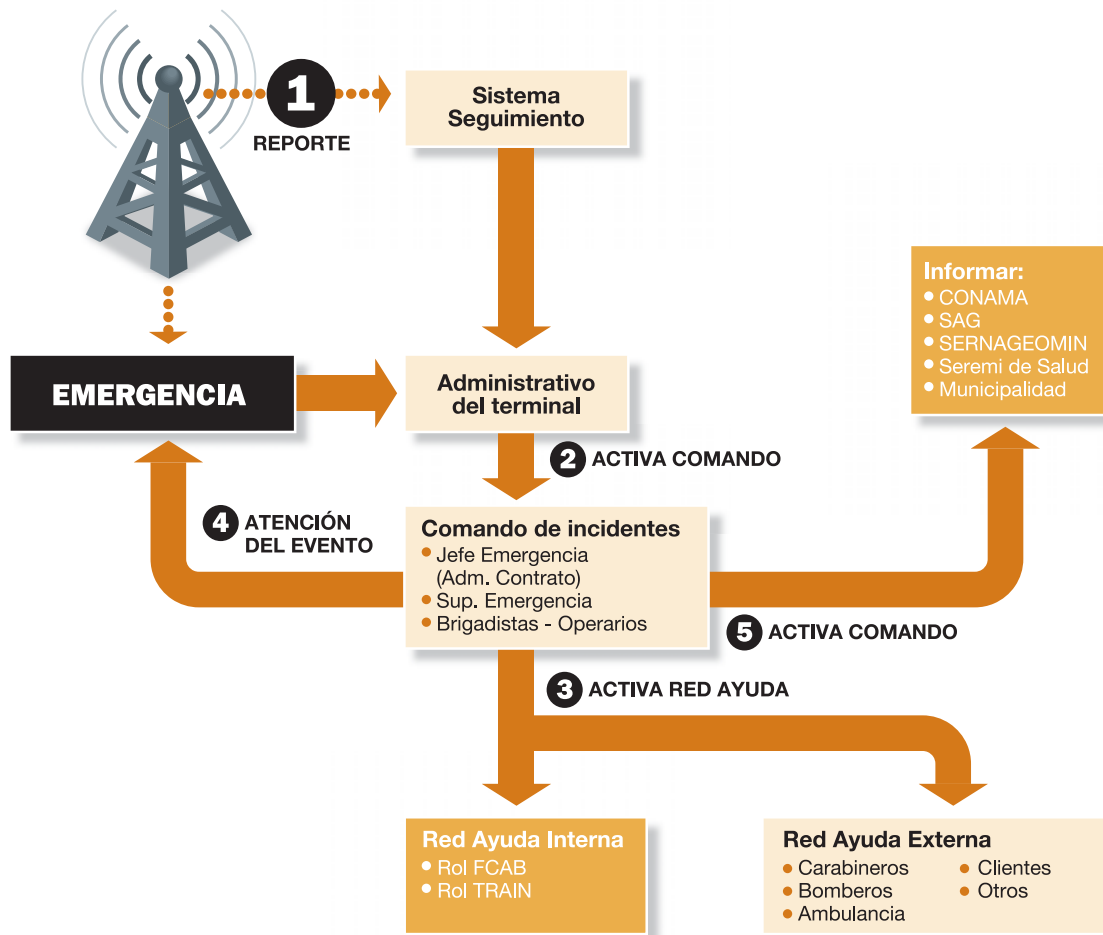 1
REPORTE
Sistema
Seguimiento
Informar:
CONAMA
SAG
SERNAGEOMIN
Seremi de Salud
Municipalidad
EMERGENCIA
Administrativo
del terminal
2 ACTIVA COMANDO
4 ATENCIÓN
DEL EVENTO
Comando de incidentes
Jefe Emergencia
(Adm. Contrato)
Sup. Emergencia
Brigadistas - Operarios
5 ACTIVA COMANDO
3 ACTIVA RED AYUDA
Red Ayuda Interna
Rol FCAB
Rol TRAIN
Red Ayuda Externa
Carabineros
Bomberos
Ambulancia
Clientes
Otros